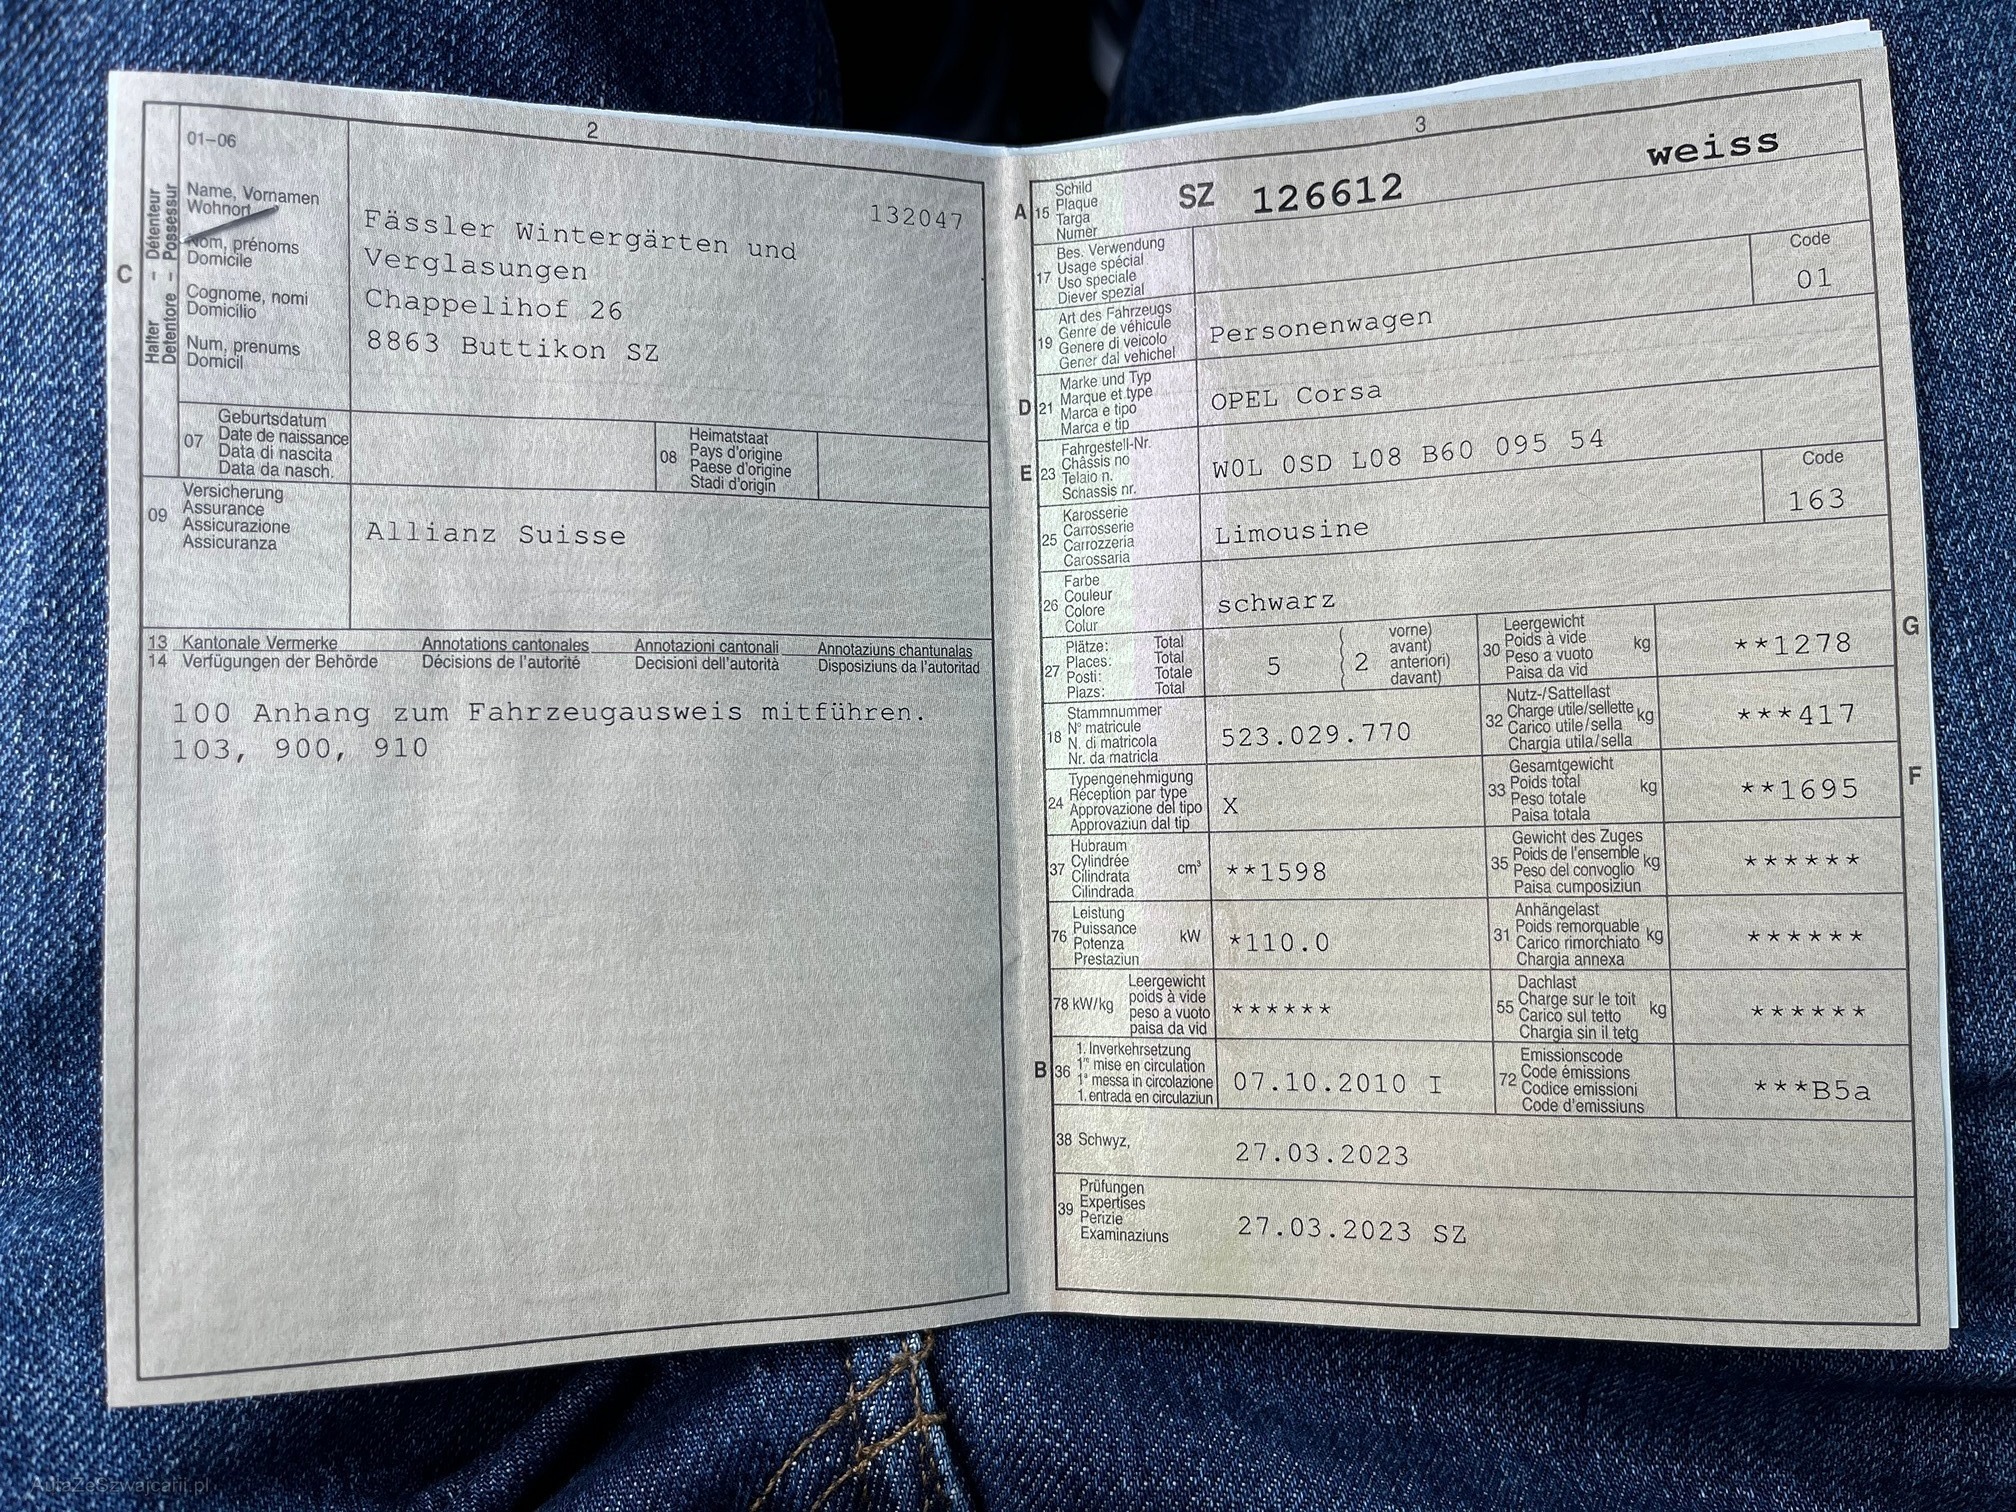 2
01–06
Halter - Détenteur
Detentore - Possessur
C
Name, Vornamen
Wohnort
Nom, prénoms
Domicile
Cognome, nomi
Domicilio
Num, prenums
Domicil
132047
Fässler Wintergärten und
Verglasungen
Chappelihof 26
8863 Buttikon SZ
07
Geburtsdatum
Date de naissance
Data di nascita
Data da nasch.
08
Heimatstaat
Pays d'origine
Paese d'origine
Stadi d'origin
09
Versicherung
Assurance
Assicurazione
Assicuranza
Allianz Suisse
13 Kantonale Vermerke Annotations cantonales Annotazioni cantonali Annotaziuns chantunalas
14 Verfügungen der Behörde Décisions de l'autorité Decisioni dell'autorità Disposiziuns da l'autoritad
100 Anhang zum Fahrzeugausweis mitführen.
103, 900, 910
3
weiss
A 15
Schild
Plaque
Targa
Numer
SZ 126612
17
Bes. Verwendung
Usage spécial
Uso speciale
Diever spezial
Code
01
19
Art des Fahrzeugs
Genre de véhicule
Genere di veicolo
Gener dal vehichel
Personenwagen
D 21
Marke und Typ
Marque et type
Marca e tipo
Marca e tip
OPEL Corsa
E 23
Fahrgestell-Nr.
Châssis no
Telaio n.
Schassis nr.
W0L 0SD L08 B60 095 54
25
Karosserie
Carrosserie
Carrozzeria
Carossaria
Limousine
Code
163
26
Farbe
Couleur
Colore
Colur
schwarz
27
Plätze: Total
Places: Total
Posti: Totale
Plazs: Total
5
2
vorne)
avant)
anteriori)
davant)
G
30
Leergewicht
Poids à vide kg
Peso a vuoto
Paisa da vid
**1278
18
Stammnummer
N° matricule
N. di matricola
Nr. da matricla
523.029.770
32
Nutz-/Sattellast
Charge utile/sellette kg
Carico utile/sella
Chargia utila/sella
***417
24
Typengenehmigung
Réception par type
Approvazione del tipo
Approvaziun dal tip
X
F
33
Gesamtgewicht
Poids total kg
Peso totale
Paisa totala
**1695
37
Hubraum
Cylindrée cm³
Cilindrata
Cilindrada
**1598
35
Gewicht des Zuges
Poids de l'ensemble kg
Peso del convoglio
Paisa cumposiziun
******
76
Leistung
Puissance kW
Potenza
Prestaziun
*110.0
31
Anhängelast
Poids remorquable kg
Carico rimorchiato
Chargia annexa
******
78 kW/kg
Leergewicht
poids à vide
peso a vuoto
paisa da vid
******
55
Dachlast
Charge sur le toit kg
Carico sul tetto
Chargia sin il tetg
******
B 36
1. Inverkehrsetzung
1re mise en circulation
1a messa in circolazione
1. entrada en circulaziun
07.10.2010 I
72
Emissionscode
Code émissions
Codice emissioni
Code d'emissiuns
***B5a
38 Schwyz,
27.03.2023
39
Prüfungen
Expertises
Perizie
Examinaziuns
27.03.2023 SZ
AutaZeSzwajcarii.pl